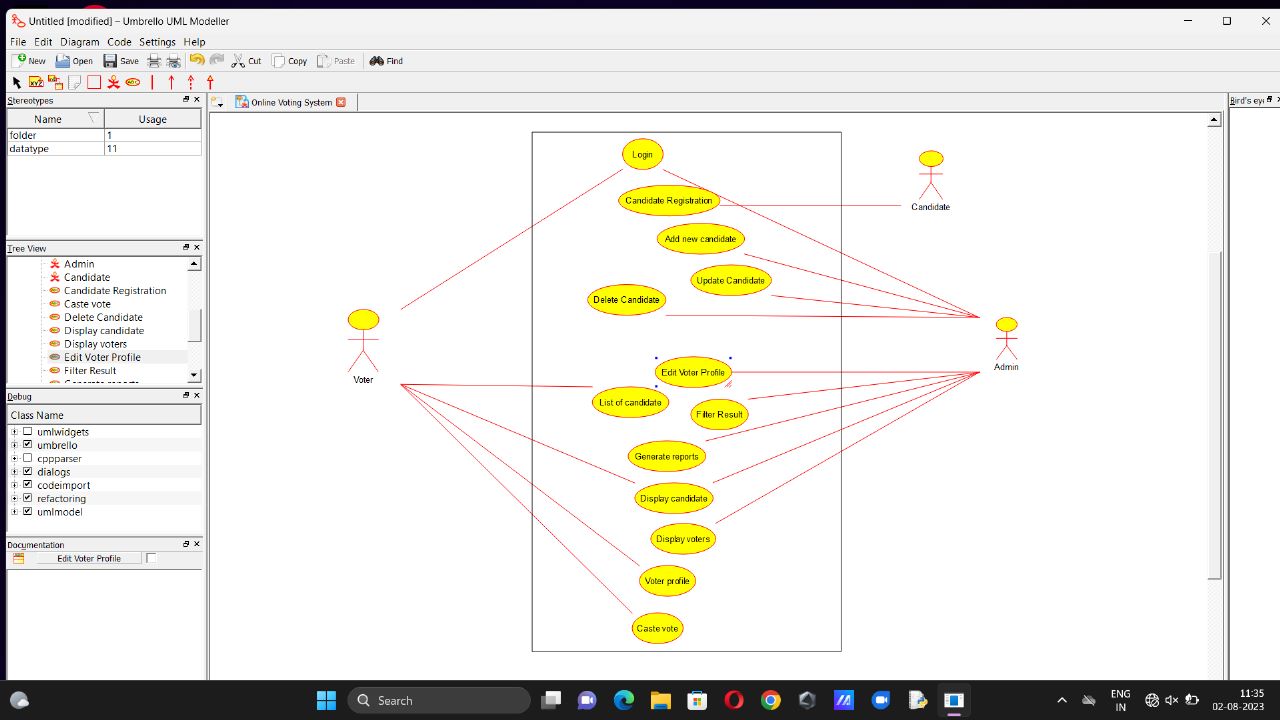 Untitled [modified] – Umbrello UML Modeller
File Edit Diagram Code Settings Help
New Open Save Cut Copy Paste Find
Stereotypes
Name Usage
folder 1
datatype 11
Tree View
Admin
Candidate
Candidate Registration
Caste vote
Delete Candidate
Display candidate
Display voters
Edit Voter Profile
Filter Result
Debug
Class Name
umlwidgets
umbrello
cppparser
dialogs
codeimport
refactoring
umlmodel
Documentation
Edit Voter Profile
Online Voting System
Login
Candidate Registration
Candidate
Add new candidate
Update Candidate
Delete Candidate
Voter
Admin
Edit Voter Profile
List of candidate
Filter Result
Generate reports
Display candidate
Display voters
Voter profile
Caste vote
Bird's eye
Search
ENG
IN
11:35
02-08-2023